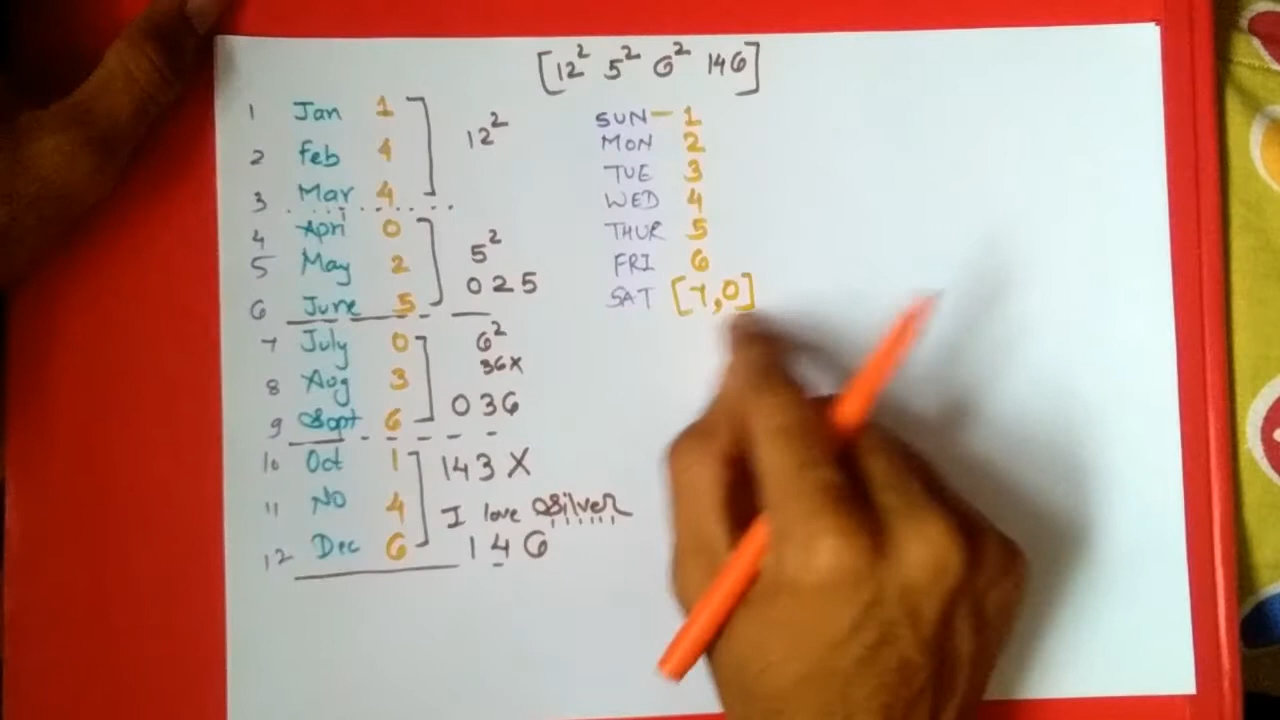 [12² 5² 6² 146]
1 Jan 1
2 Feb 4
3 Mar 4
12²
4 Apri 0
5 May 2
6 June 5
5²
025
7 July 0
8 Aug 3
9 Sept 6
6²
36X
036
10 Oct 1
11 No 4
12 Dec 6
143 X
I love Silver
146
SUN - 1
MON 2
TUE 3
WED 4
THUR 5
FRI 6
SAT [7,0]